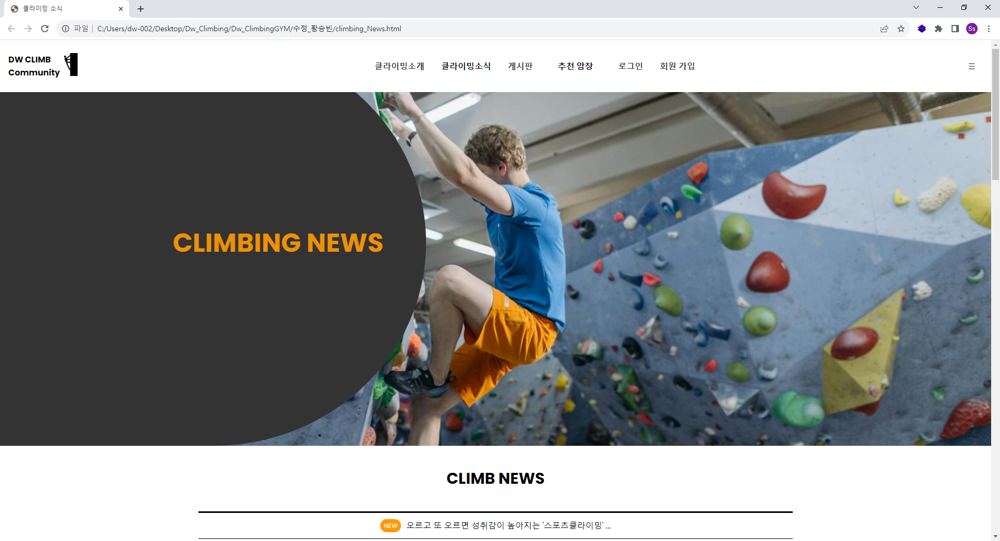 클라이밍 소식
파일
C:/Users/dw-002/Desktop/Dw_Climbing/Dw_ClimbingGYM/수정_황승빈/climbing_News.html
Ss
DW CLIMB
Community
클라이밍소개 클라이밍소식 게시판 추천 암장 로그인 회원 가입
CLIMBING NEWS
CLIMB NEWS
NEW 오르고 또 오르면 성취감이 높아지는 '스포츠클라이밍' ...